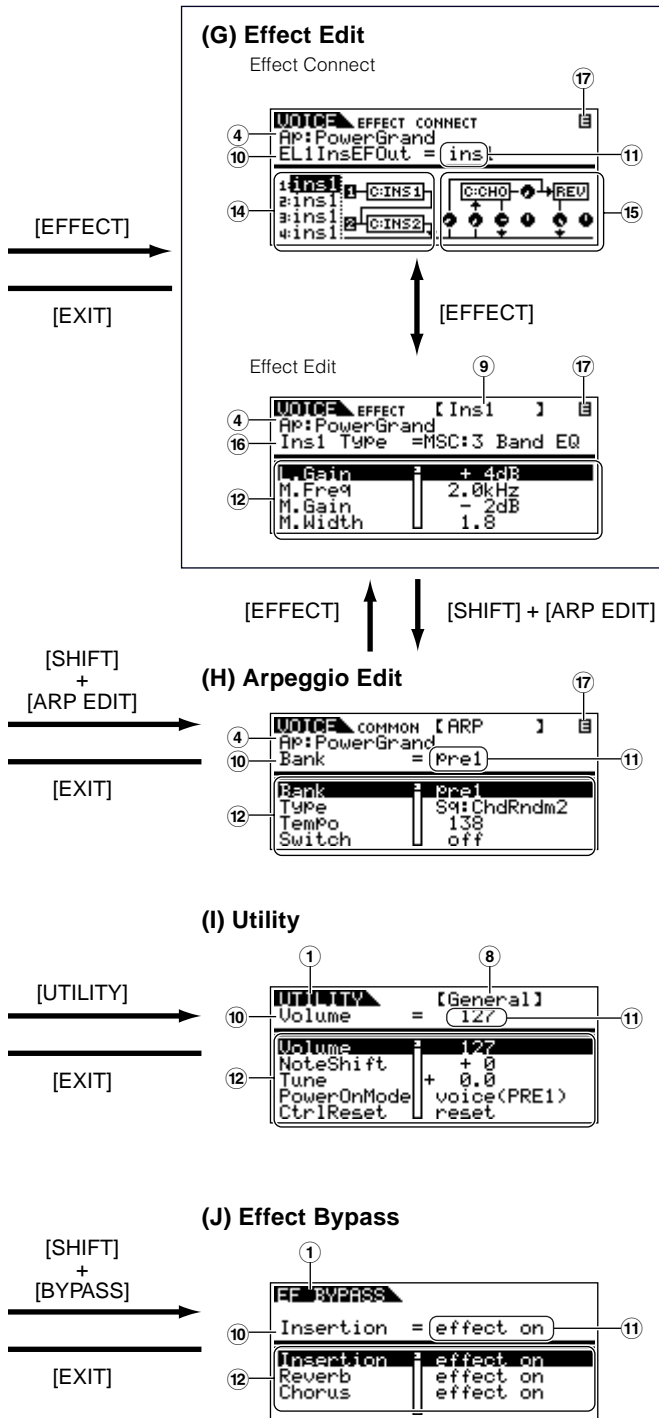 (G) Effect Edit
Effect Connect
17
VOICE EFFECT CONNECT E
4 Ap:PowerGrand
10 EL1InsEFOut = ins1 11
14 1:ins1 1 C:INS1 C:CHO REV 15
2:ins1
3:ins1 2 C:INS2
4:ins1
[EFFECT]
[EXIT]
[EFFECT]
Effect Edit 9 17
VOICE EFFECT [Ins1 ] E
4 Ap:PowerGrand
16 Ins1 Type =MSC:3 Band EQ
12 L.Gain + 4dB
M.Freq 2.0kHz
M.Gain - 2dB
M.Width 1.8
[EFFECT] [SHIFT] + [ARP EDIT]
[SHIFT]
+
[ARP EDIT]
[EXIT]
(H) Arpeggio Edit
17
VOICE COMMON [ARP ] E
4 Ap:PowerGrand
10 Bank = pre1 11
12 Bank pre1
Type Sq:ChdRndm2
Tempo 138
Switch off
(I) Utility
1 8
[UTILITY]
[EXIT]
UTILITY [General]
10 Volume = 127 11
12 Volume 127
NoteShift + 0
Tune + 0.0
PowerOnMode voice(PRE1)
CtrlReset reset
(J) Effect Bypass
1
[SHIFT]
+
[BYPASS]
[EXIT]
EF BYPASS
10 Insertion = effect on 11
12 Insertion effect on
Reverb effect on
Chorus effect on